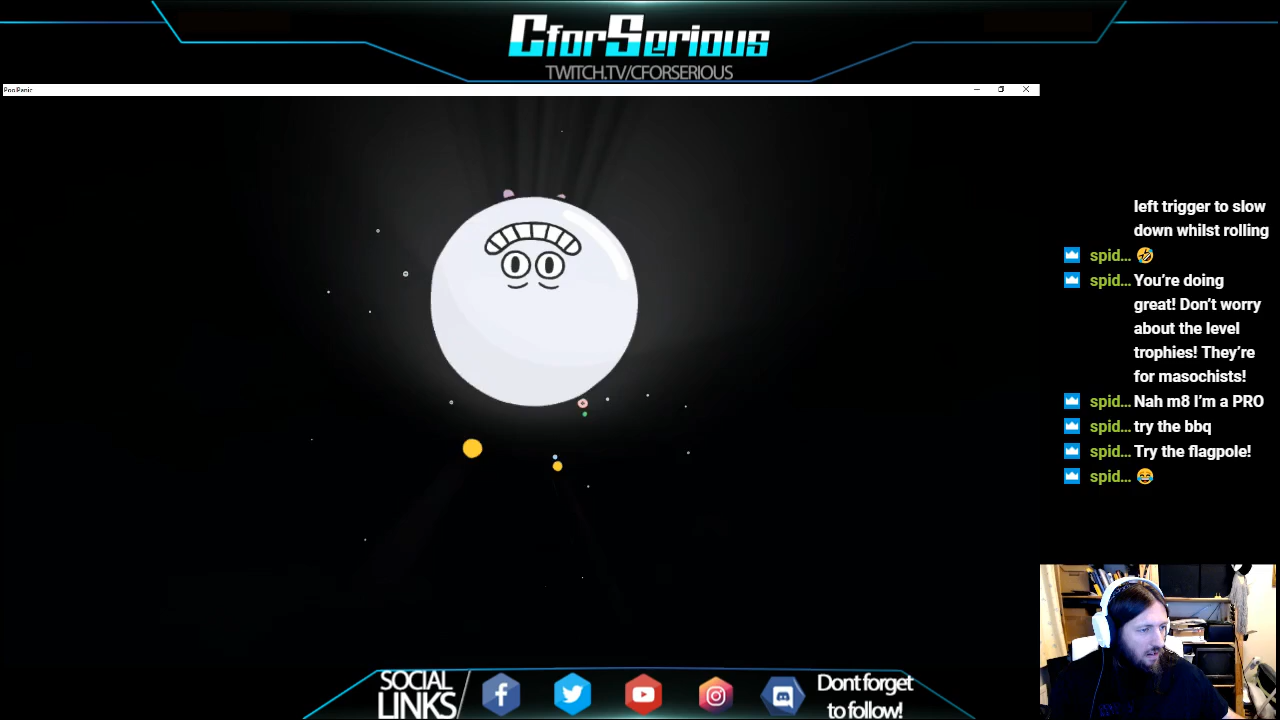 CforSerious
TWITCH.TV/CFORSERIOUS
PoolPanic
left trigger to slow
down whilst rolling
spid... 🤣
spid... You’re doing
great! Don’t worry
about the level
trophies! They’re
for masochists!
spid... Nah m8 I’m a PRO
spid... try the bbq
spid... Try the flagpole!
spid... 😂
SOCIAL
LINKS
Dont forget
to follow!